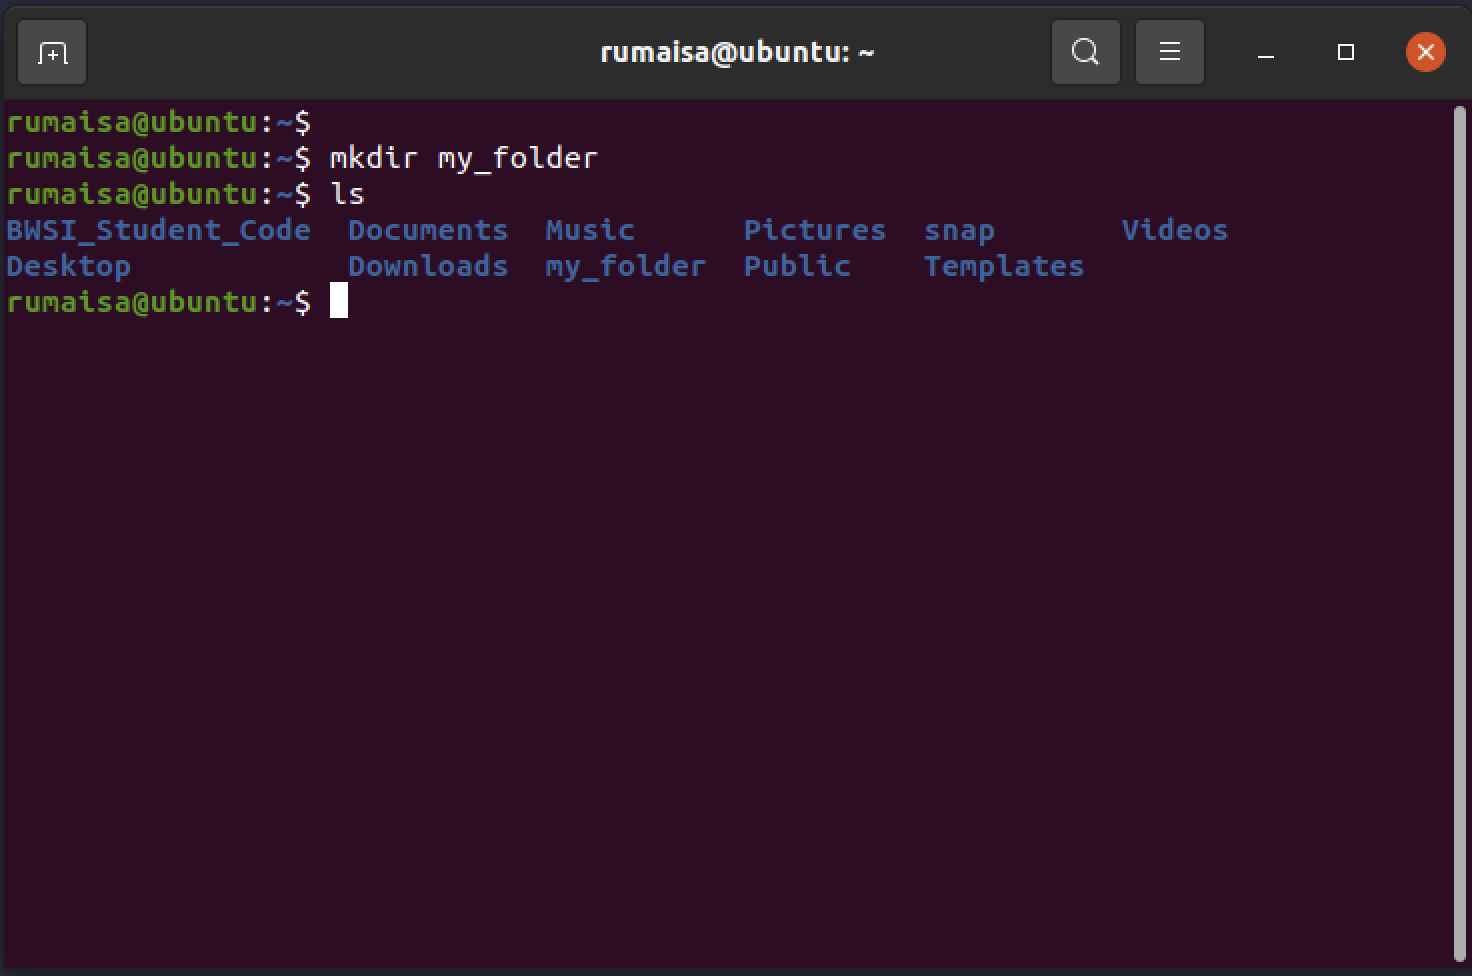 rumaisa@ubuntu: ~
rumaisa@ubuntu:~$
rumaisa@ubuntu:~$ mkdir my_folder
rumaisa@ubuntu:~$ ls
BWSI_Student_Code  Documents  Music      Pictures  snap       Videos
Desktop            Downloads  my_folder  Public    Templates
rumaisa@ubuntu:~$